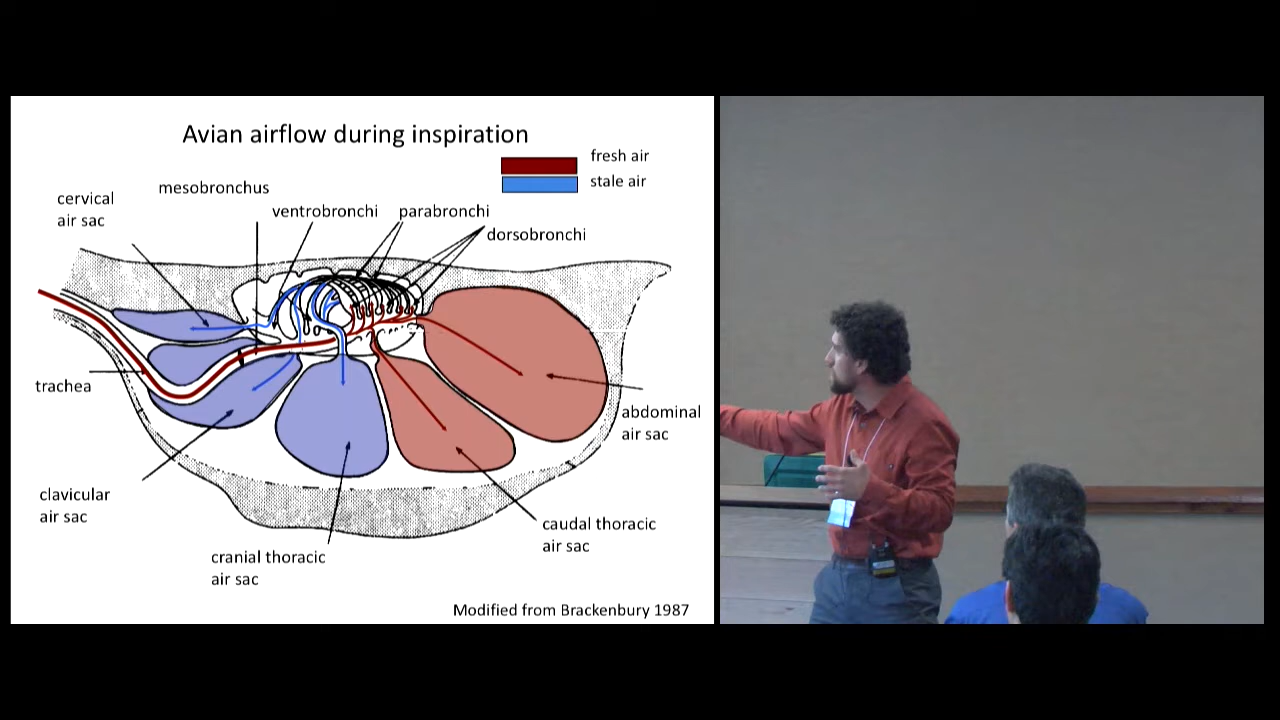 Avian airflow during inspiration
fresh air
stale air
mesobronchus
cervical
air sac
ventrobronchi
parabronchi
dorsobronchi
trachea
abdominal
air sac
clavicular
air sac
caudal thoracic
air sac
cranial thoracic
air sac
Modified from Brackenbury 1987